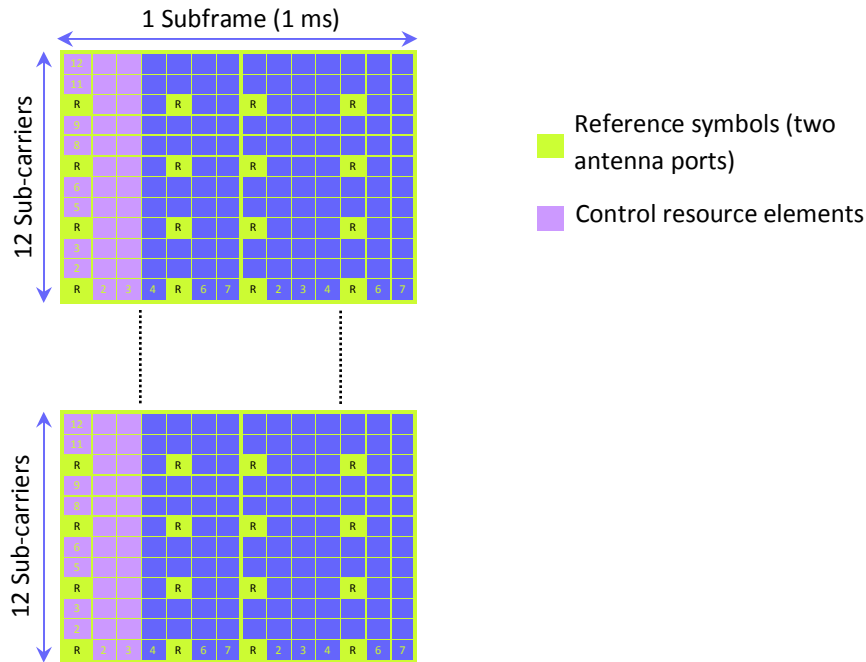 1 Subframe (1 ms)
12 Sub-carriers
12
11
R R R R
9
8
R R R R
6
5
R R R R
3
2
R 2 3 4 R 6 7 R 2 3 4 R 6 7
Reference symbols (two
antenna ports)
Control resource elements
12 Sub-carriers
12
11
R R R R
9
8
R R R R
6
5
R R R R
3
2
R 2 3 4 R 6 7 R 2 3 4 R 6 7